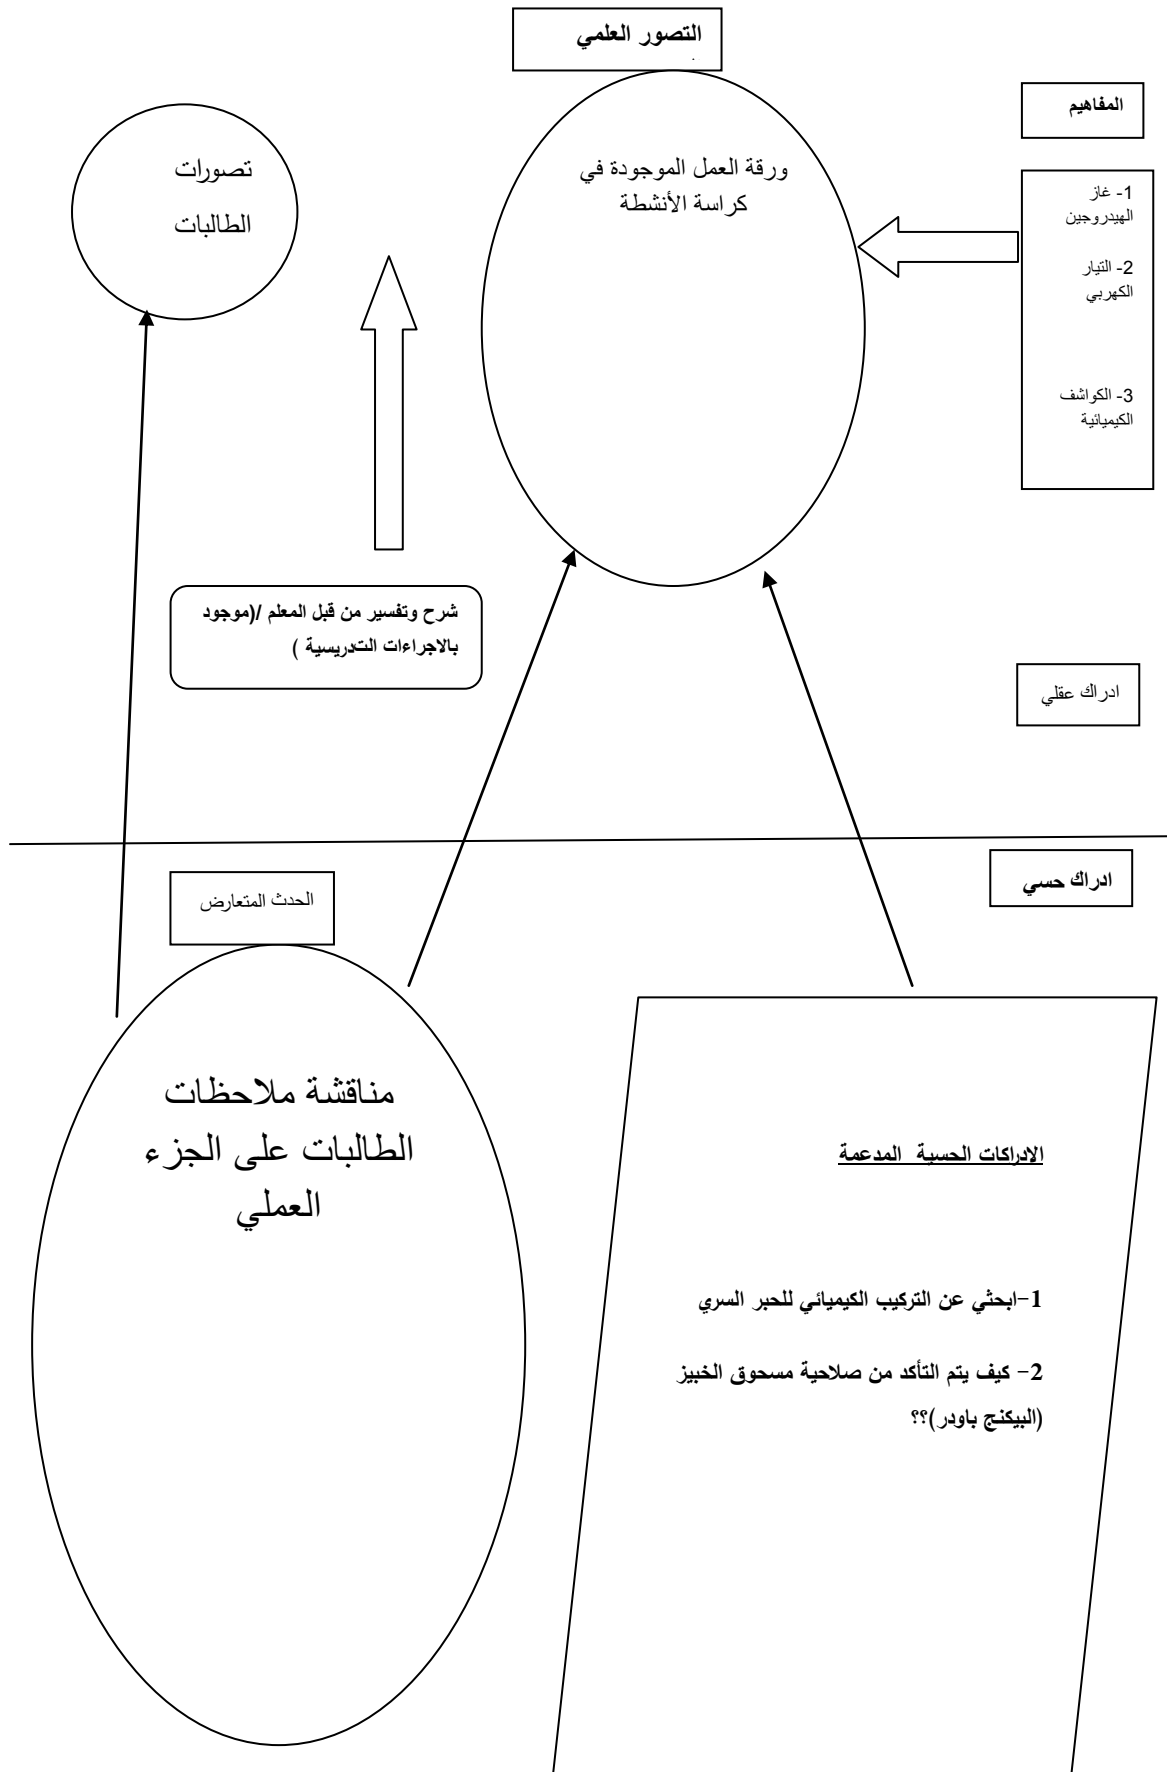 التصور العلمي
.
المفاهيم
تصورات
الطالبات
ورقة العمل الموجودة في
كراسة الأنشطة
1- غاز
الهيدروجين
2- التيار
الكهربي
3- الكواشف
الكيميائية
شرح وتفسير من قبل المعلم /(موجود
بالاجراءات التدريسية )
ادراك عقلي
ادراك حسي
الحدث المتعارض
مناقشة ملاحظات
الطالبات على الجزء
العملي
الادراكات الحسية المدعمة
1-ابحثي عن التركيب الكيميائي للحبر السري
2- كيف يتم التأكد من صلاحية مسحوق الخبيز
(البيكنج باودر)؟؟